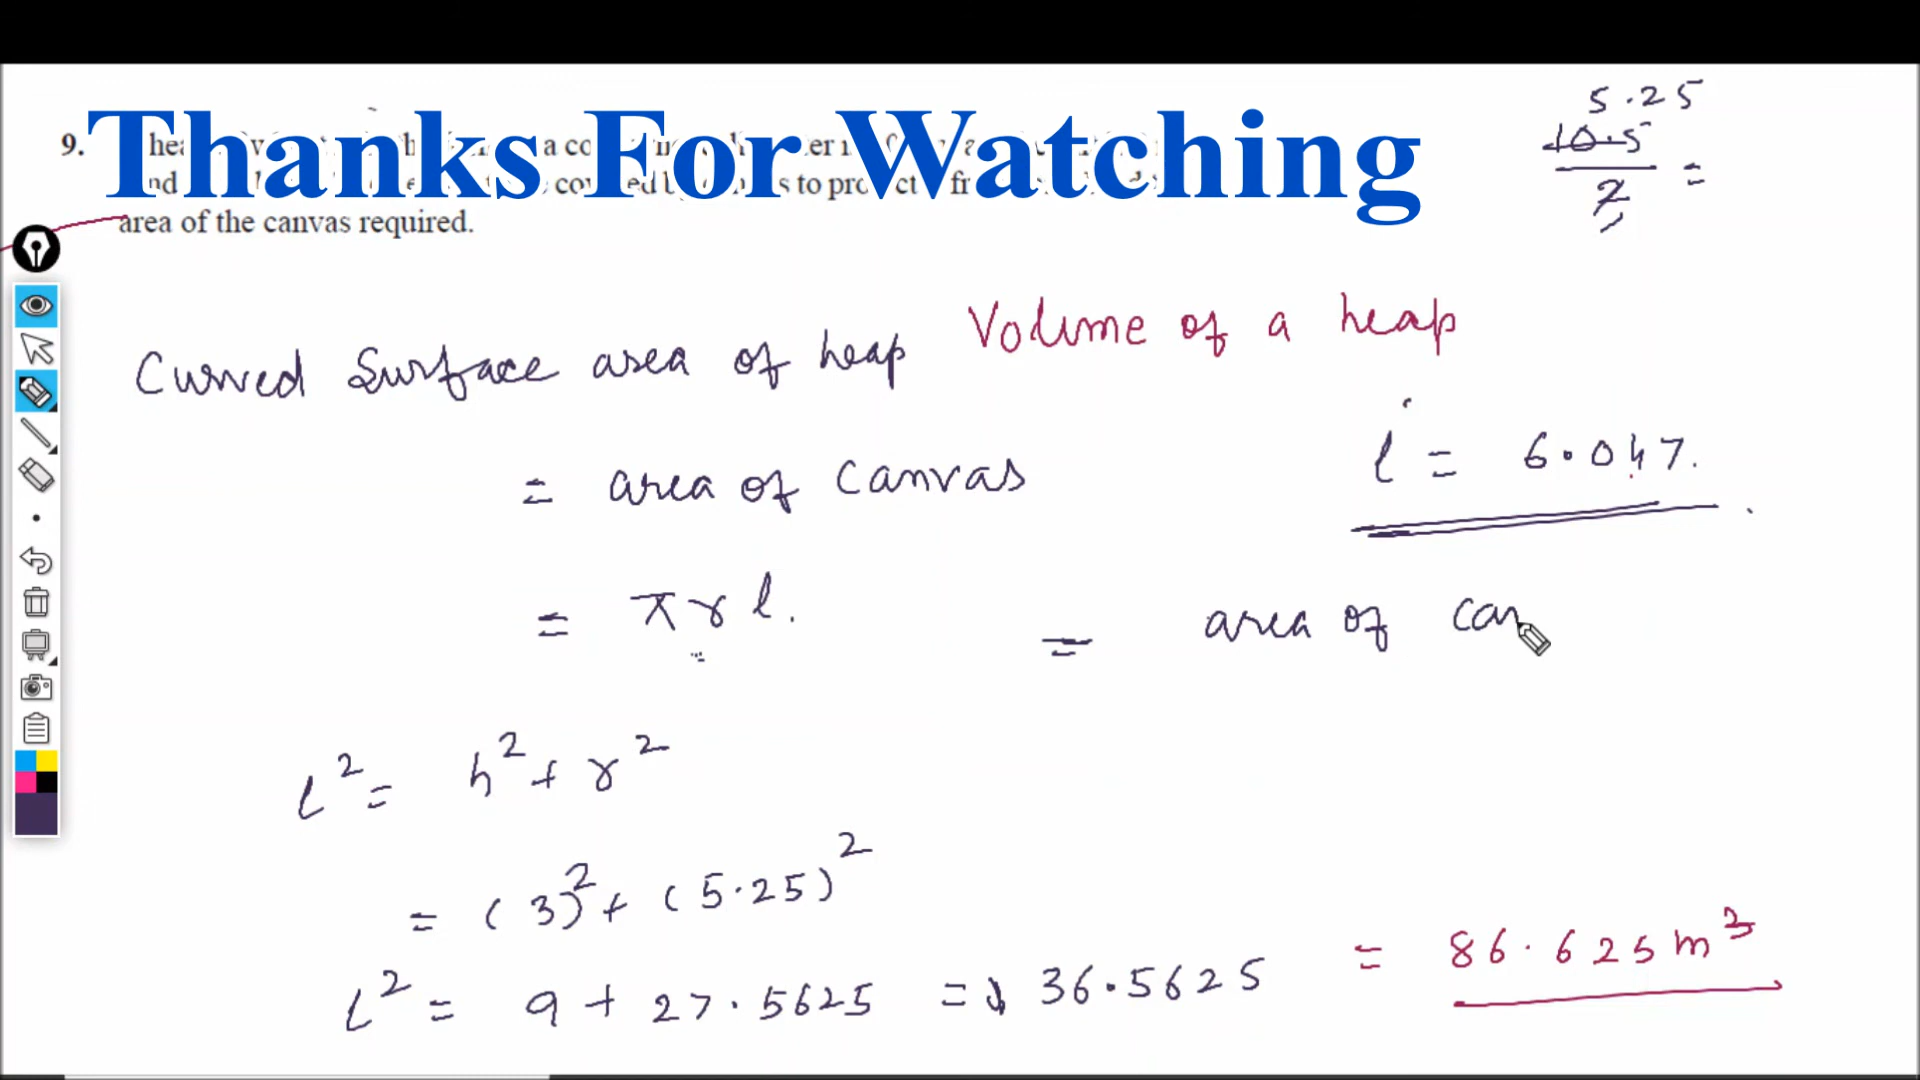 Thanks For Watching
9.
area of the canvas required.
5.25
10.5
2 =
Curved Surface area of heap
Volume of a heap
= area of canvas
l = 6.047.
= πrl.
= area of can
l² = h² + r²
= (3)² + (5.25)²
l² = 9 + 27.5625 = 36.5625
= 86.625 m³